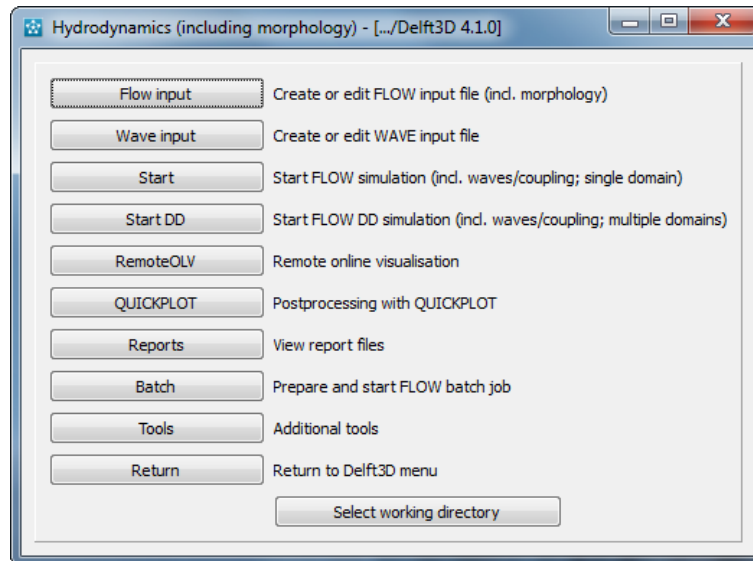 Hydrodynamics (including morphology) - [.../Delft3D 4.1.0]
Flow input Create or edit FLOW input file (incl. morphology)
Wave input Create or edit WAVE input file
Start Start FLOW simulation (incl. waves/coupling; single domain)
Start DD Start FLOW DD simulation (incl. waves/coupling; multiple domains)
RemoteOLV Remote online visualisation
QUICKPLOT Postprocessing with QUICKPLOT
Reports View report files
Batch Prepare and start FLOW batch job
Tools Additional tools
Return Return to Delft3D menu
Select working directory